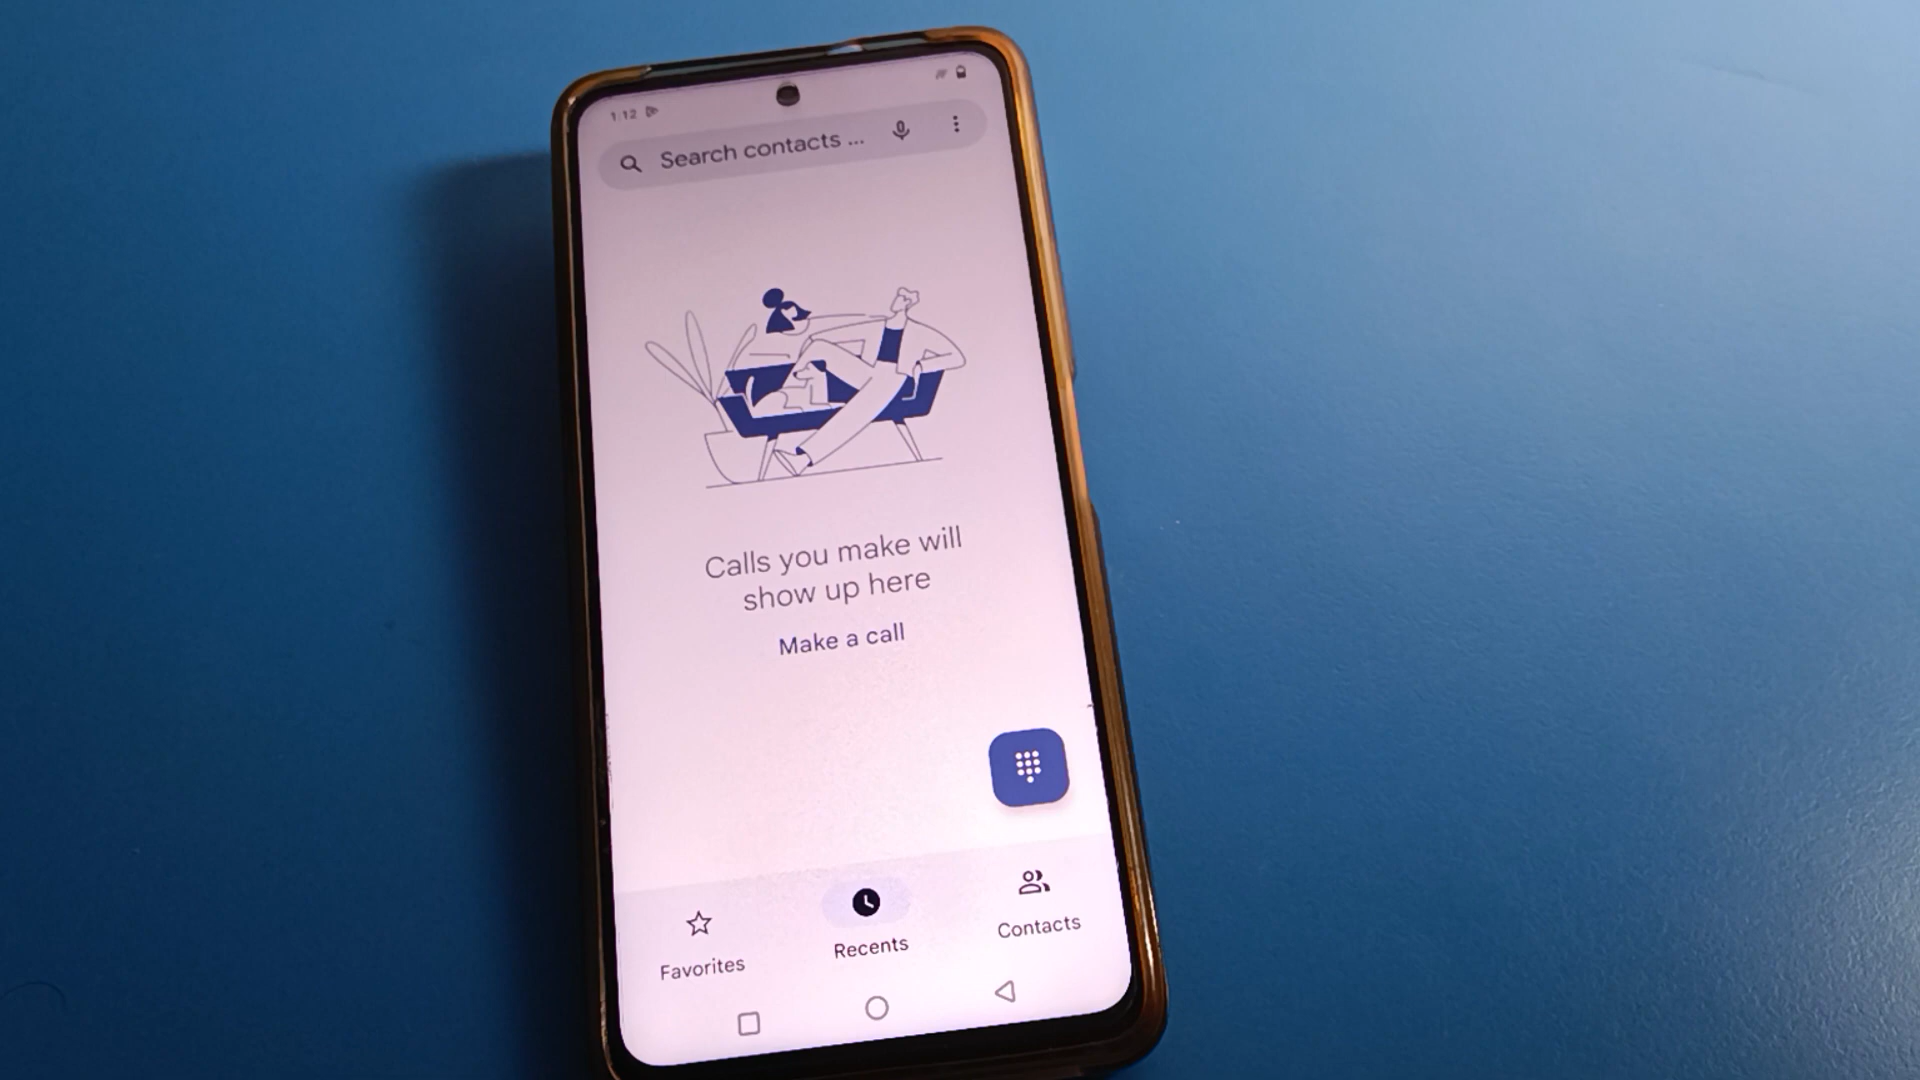 1:12
Search contacts ...
Calls you make will
show up here
Make a call
Favorites
Recents
Contacts